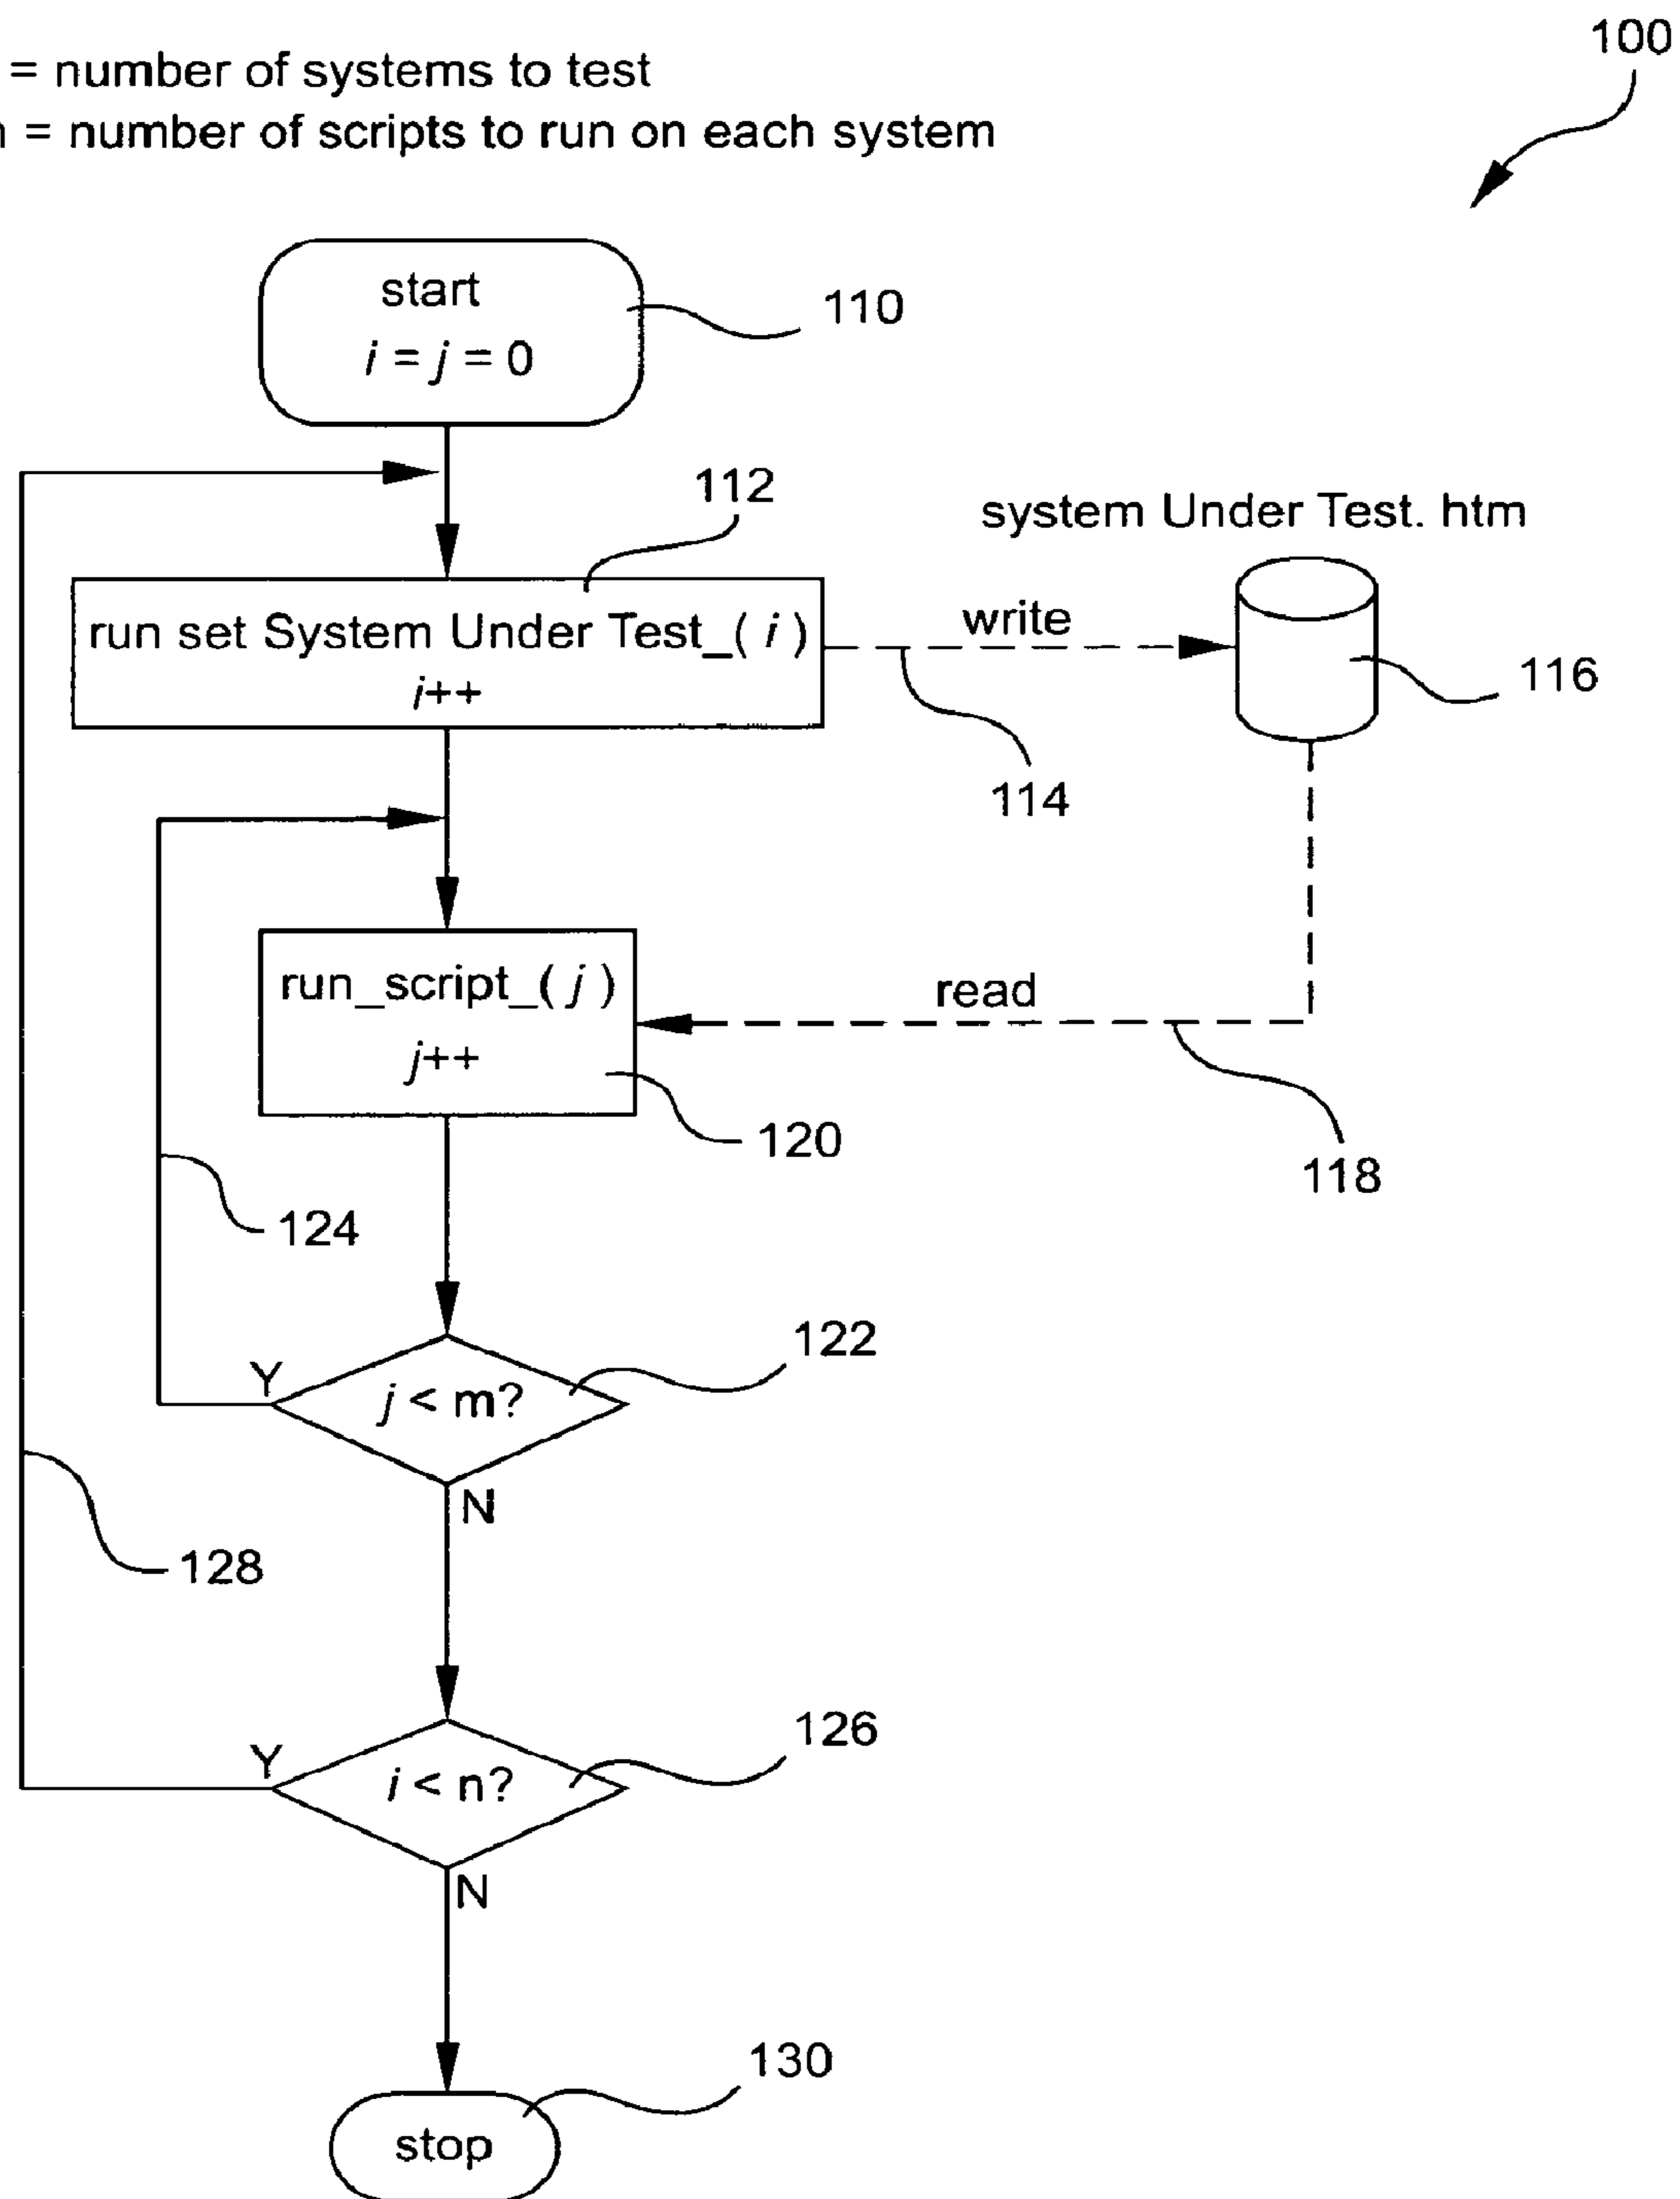 = number of systems to test
= number of scripts to run on each system
100
start
i = j = 0
110
112
system Under Test. htm
run set System Under Test_( i )
i++
write
116
114
run_script_( j )
j++
read
120
118
124
122
Y
j < m?
N
128
126
Y
i < n?
N
130
stop